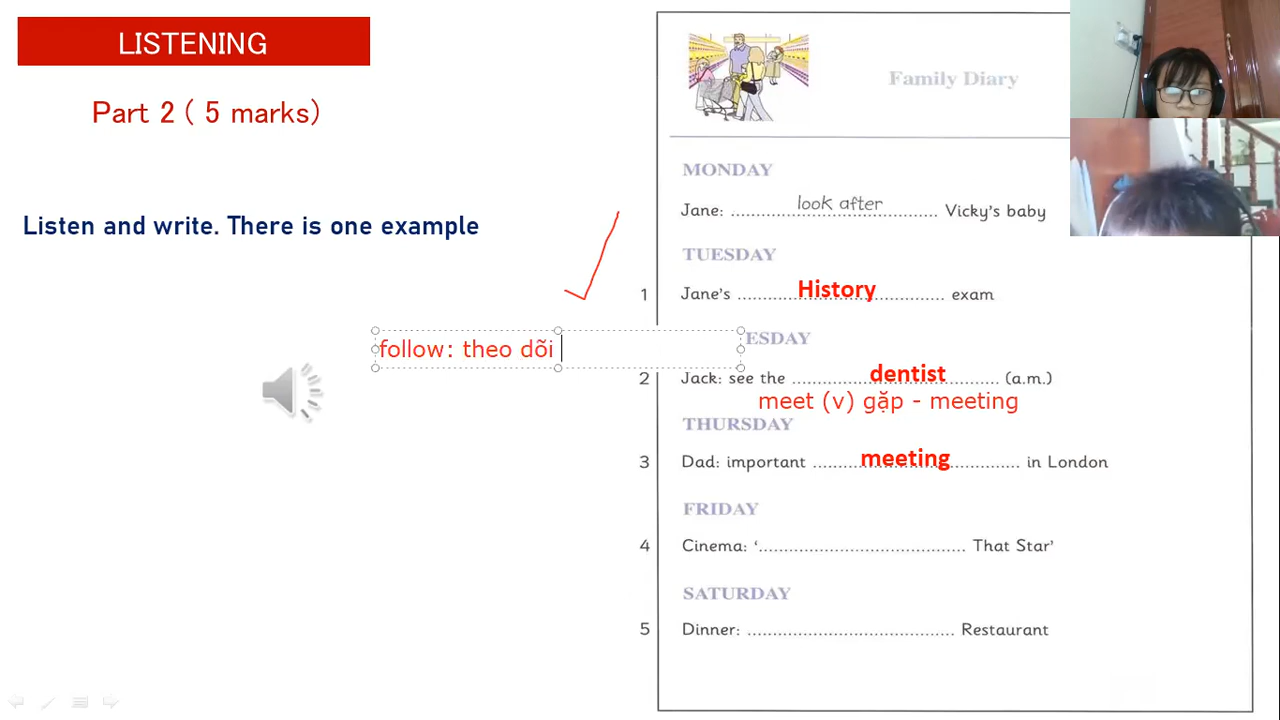 LISTENING
Part 2 ( 5 marks)
Listen and write. There is one example
follow: theo dõi
Family Diary
MONDAY
Jane: look after Vicky's baby
TUESDAY
1 Jane's History exam
ESDAY
2 Jack: see the dentist (a.m.)
meet (v) gặp - meeting
THURSDAY
3 Dad: important meeting in London
FRIDAY
4 Cinema: '........................................ That Star'
SATURDAY
5 Dinner: ........................................ Restaurant